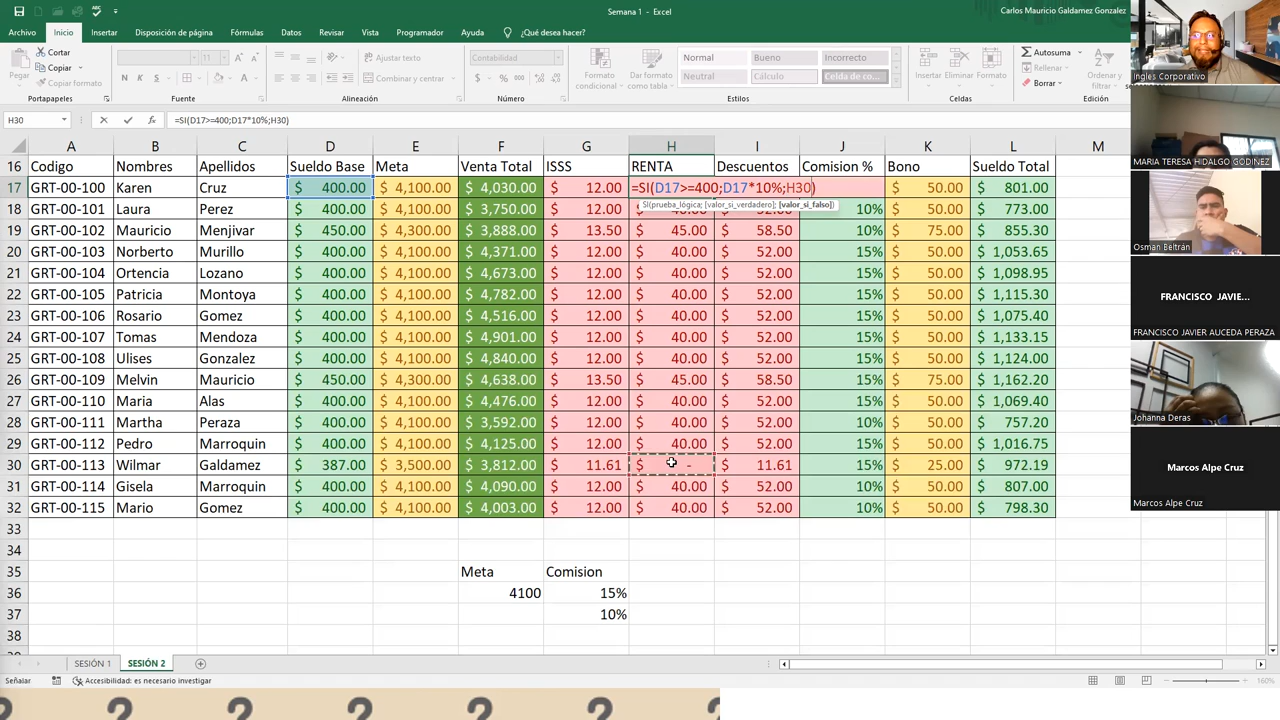 Semana 1 - Excel
Carlos Mauricio Galdamez Gonzalez
Archivo Inicio Insertar Disposición de página Fórmulas Datos Revisar Vista Programador Ayuda ¿Qué desea hacer?
Pegar
Cortar
Copiar
Copiar formato
Portapapeles
11
N K S
Fuente
Ajustar texto
Combinar y centrar
Alineación
Contabilidad
$ % 000
Número
Formato condicional
Dar formato como tabla
Normal Bueno Incorrecto
Neutral Cálculo Celda de co...
Estilos
Insertar Eliminar Formato
Celdas
Autosuma
Rellenar
Borrar
Ordenar y
Edición
H30 =SI(D17>=400;D17*10%;H30)
A B C D E F G H I J K L M
16 Codigo Nombres Apellidos Sueldo Base Meta Venta Total ISSS RENTA Descuentos Comision % Bono Sueldo Total
17 GRT-00-100 Karen Cruz $ 400.00 $ 4,100.00 $ 4,030.00 $ 12.00 =SI(D17>=400;D17*10%;H30) $ 50.00 $ 801.00
SI(prueba_lógica; [valor_si_verdadero]; [valor_si_falso])
18 GRT-00-101 Laura Perez $ 400.00 $ 4,100.00 $ 3,750.00 $ 12.00 $ 40.00 $ 52.00 10% $ 50.00 $ 773.00
19 GRT-00-102 Mauricio Menjivar $ 450.00 $ 4,300.00 $ 3,888.00 $ 13.50 $ 45.00 $ 58.50 10% $ 75.00 $ 855.30
20 GRT-00-103 Norberto Murillo $ 400.00 $ 4,100.00 $ 4,371.00 $ 12.00 $ 40.00 $ 52.00 15% $ 50.00 $ 1,053.65
21 GRT-00-104 Ortencia Lozano $ 400.00 $ 4,100.00 $ 4,673.00 $ 12.00 $ 40.00 $ 52.00 15% $ 50.00 $ 1,098.95
22 GRT-00-105 Patricia Montoya $ 400.00 $ 4,100.00 $ 4,782.00 $ 12.00 $ 40.00 $ 52.00 15% $ 50.00 $ 1,115.30
23 GRT-00-106 Rosario Gomez $ 400.00 $ 4,100.00 $ 4,516.00 $ 12.00 $ 40.00 $ 52.00 15% $ 50.00 $ 1,075.40
24 GRT-00-107 Tomas Mendoza $ 400.00 $ 4,100.00 $ 4,901.00 $ 12.00 $ 40.00 $ 52.00 15% $ 50.00 $ 1,133.15
25 GRT-00-108 Ulises Gonzalez $ 400.00 $ 4,100.00 $ 4,840.00 $ 12.00 $ 40.00 $ 52.00 15% $ 50.00 $ 1,124.00
26 GRT-00-109 Melvin Mauricio $ 450.00 $ 4,300.00 $ 4,638.00 $ 13.50 $ 45.00 $ 58.50 15% $ 75.00 $ 1,162.20
27 GRT-00-110 Maria Alas $ 400.00 $ 4,100.00 $ 4,476.00 $ 12.00 $ 40.00 $ 52.00 15% $ 50.00 $ 1,069.40
28 GRT-00-111 Martha Peraza $ 400.00 $ 4,100.00 $ 3,592.00 $ 12.00 $ 40.00 $ 52.00 10% $ 50.00 $ 757.20
29 GRT-00-112 Pedro Marroquin $ 400.00 $ 4,100.00 $ 4,125.00 $ 12.00 $ 40.00 $ 52.00 15% $ 50.00 $ 1,016.75
30 GRT-00-113 Wilmar Galdamez $ 387.00 $ 3,500.00 $ 3,812.00 $ 11.61 $ - $ 11.61 15% $ 25.00 $ 972.19
31 GRT-00-114 Gisela Marroquin $ 400.00 $ 4,100.00 $ 4,090.00 $ 12.00 $ 40.00 $ 52.00 10% $ 50.00 $ 807.00
32 GRT-00-115 Mario Gomez $ 400.00 $ 4,100.00 $ 4,003.00 $ 12.00 $ 40.00 $ 52.00 10% $ 50.00 $ 798.30
33
34
35 Meta Comision
36 4100 15%
37 10%
38
SESIÓN 1 SESIÓN 2
Señalar Accesibilidad: es necesario investigar 160%
Ingles Corporativo
MARIA TERESA HIDALGO GODINEZ
Osman Beltrán
FRANCISCO JAVIE...
FRANCISCO JAVIER AUCEDA PERAZA
Johanna Deras
Marcos Alpe Cruz
Marcos Alpe Cruz
? ? ? ? ? ?